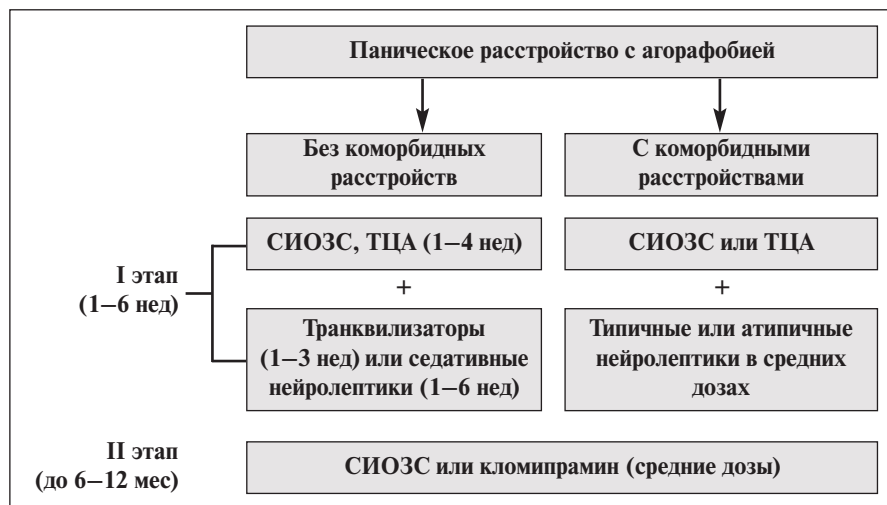 Паническое расстройство с агорафобией
Без коморбидных
расстройств
С коморбидными
расстройствами
I этап
(1–6 нед)
СИОЗС, ТЦА (1–4 нед)
+
Транквилизаторы
(1–3 нед) или седативные
нейролептики (1–6 нед)
СИОЗС или ТЦА
+
Типичные или атипичные
нейролептики в средних
дозах
II этап
(до 6–12 мес)
СИОЗС или кломипрамин (средние дозы)